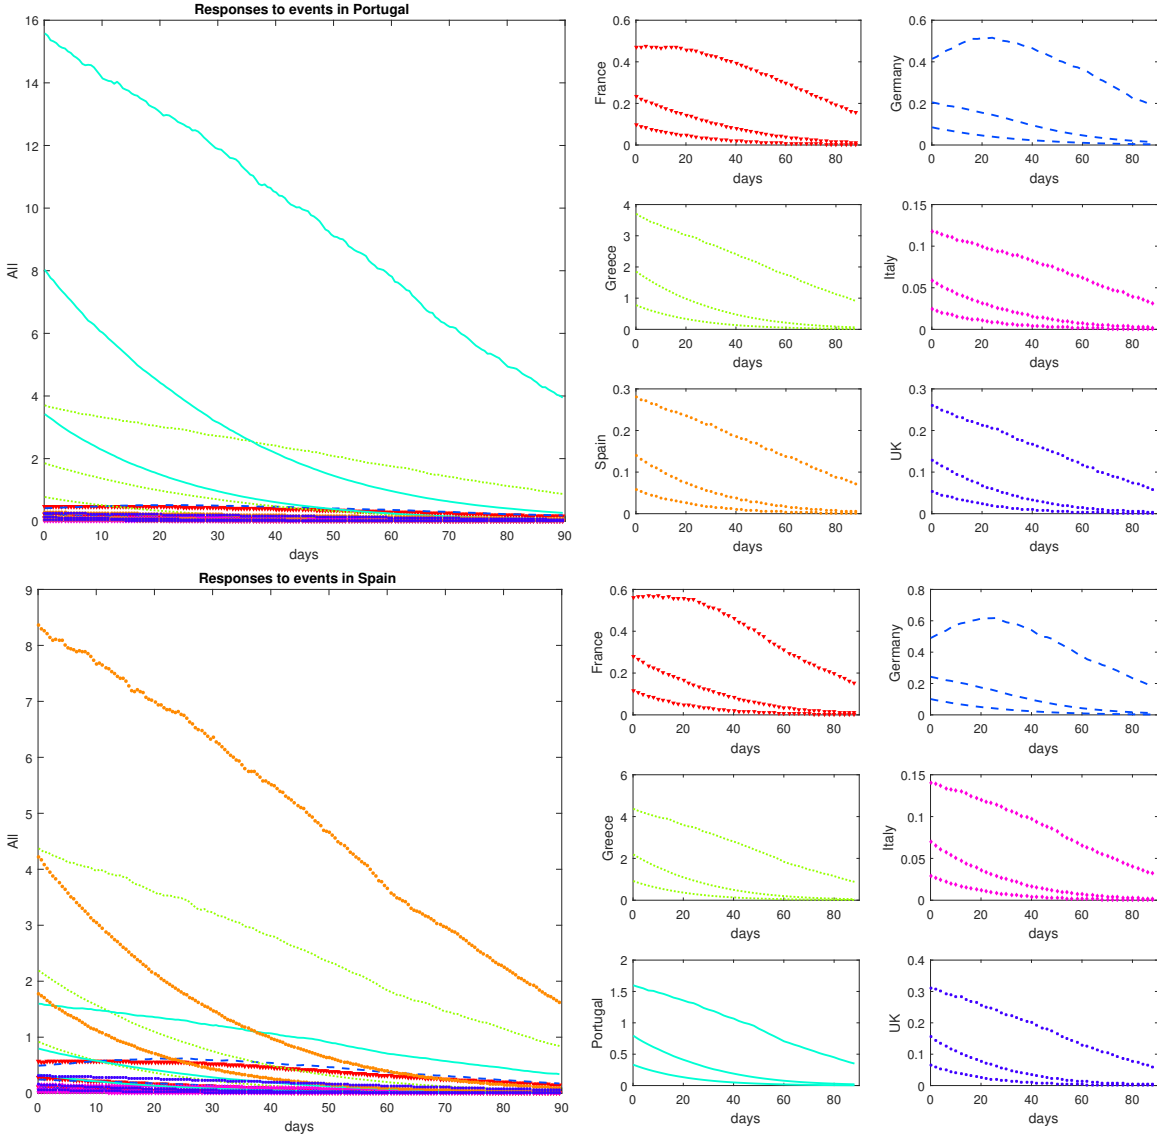 Responses to events in Portugal
16
14
12
10
8
6
4
2
0
All
0 10 20 30 40 50 60 70 80 90
days
0.6
0.4
0.2
0
France
0 20 40 60 80
days
0.6
0.4
0.2
0
Germany
0 20 40 60 80
days
4
3
2
1
0
Greece
0 20 40 60 80
days
0.15
0.1
0.05
0
Italy
0 20 40 60 80
days
0.3
0.2
0.1
0
Spain
0 20 40 60 80
days
0.3
0.2
0.1
0
UK
0 20 40 60 80
days
Responses to events in Spain
9
8
7
6
5
4
3
2
1
0
All
0 10 20 30 40 50 60 70 80 90
days
0.6
0.4
0.2
0
France
0 20 40 60 80
days
0.8
0.6
0.4
0.2
0
Germany
0 20 40 60 80
days
6
4
2
0
Greece
0 20 40 60 80
days
0.15
0.1
0.05
0
Italy
0 20 40 60 80
days
2
1.5
1
0.5
0
Portugal
0 20 40 60 80
days
0.4
0.3
0.2
0.1
0
UK
0 20 40 60 80
days